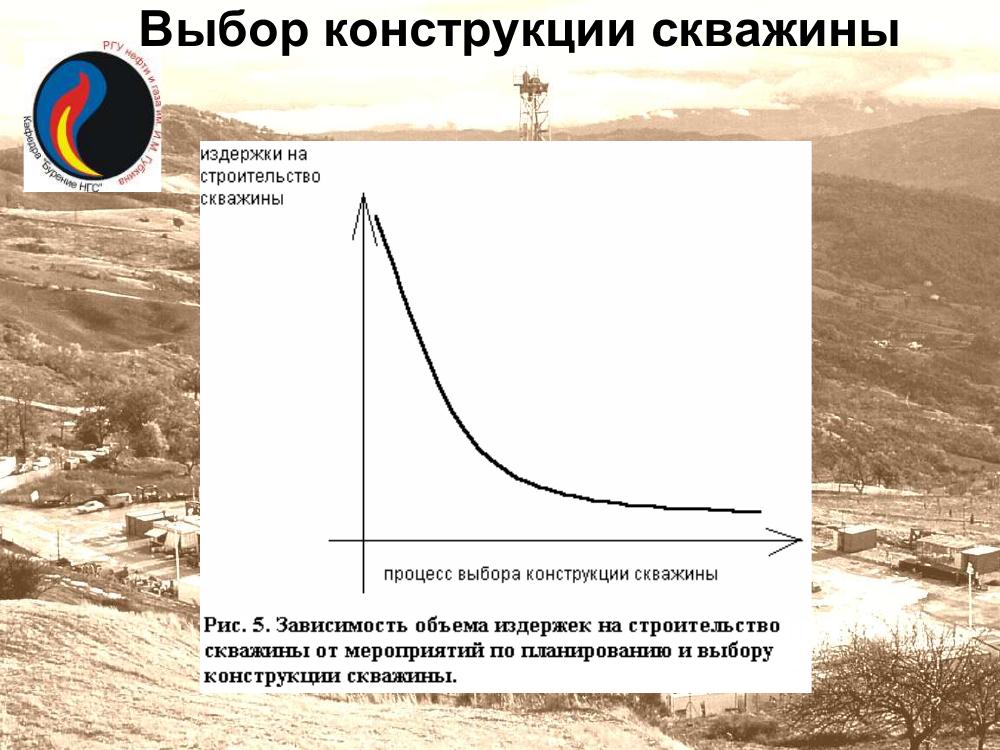 Выбор конструкции скважины
РГУ нефти и газа им. И.М. Губкина
Кафедра "Бурение НГС"
издержки на
строительство
скважины
процесс выбора конструкции скважины
Рис. 5. Зависимость объема издержек на строительство
скважины от мероприятий по планированию и выбору
конструкции скважины.